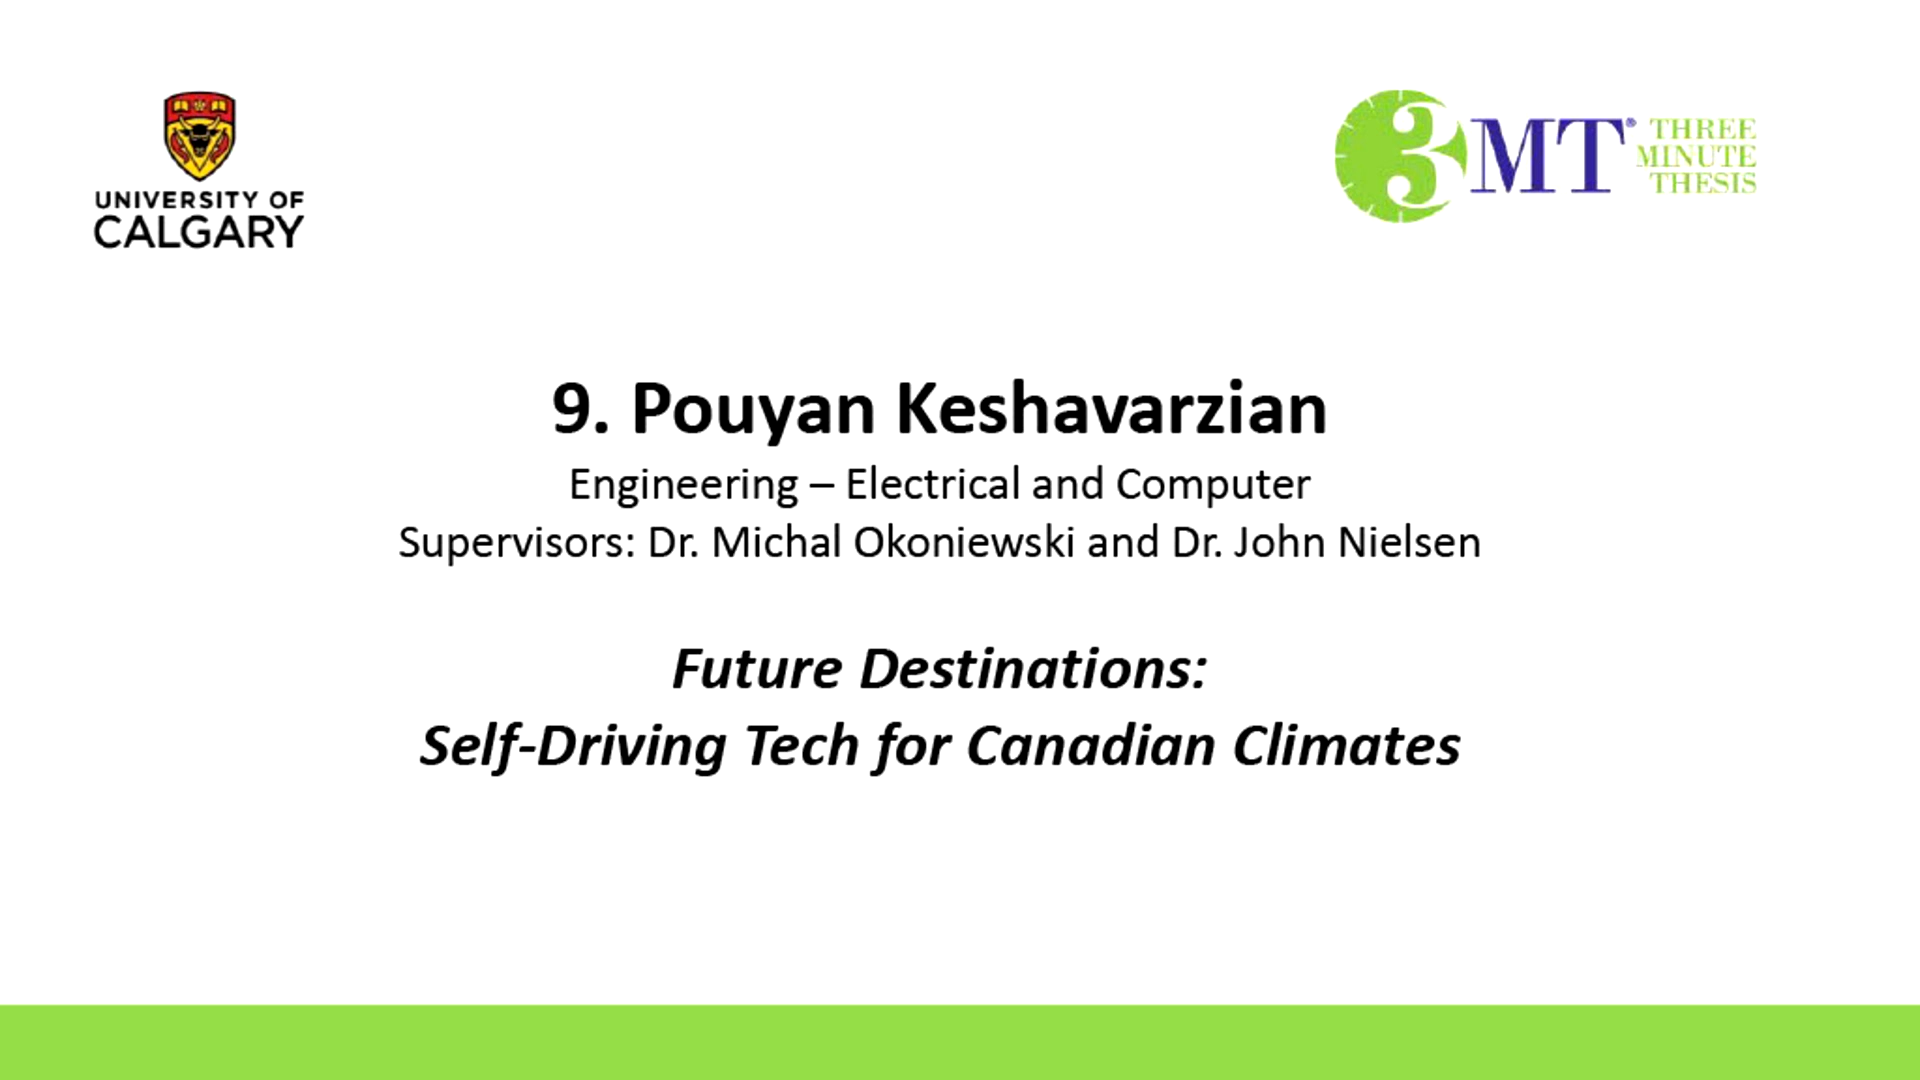 UNIVERSITY OF
CALGARY
3MT® THREE
MINUTE
THESIS
9. Pouyan Keshavarzian
Engineering – Electrical and Computer
Supervisors: Dr. Michal Okoniewski and Dr. John Nielsen
Future Destinations:
Self-Driving Tech for Canadian Climates